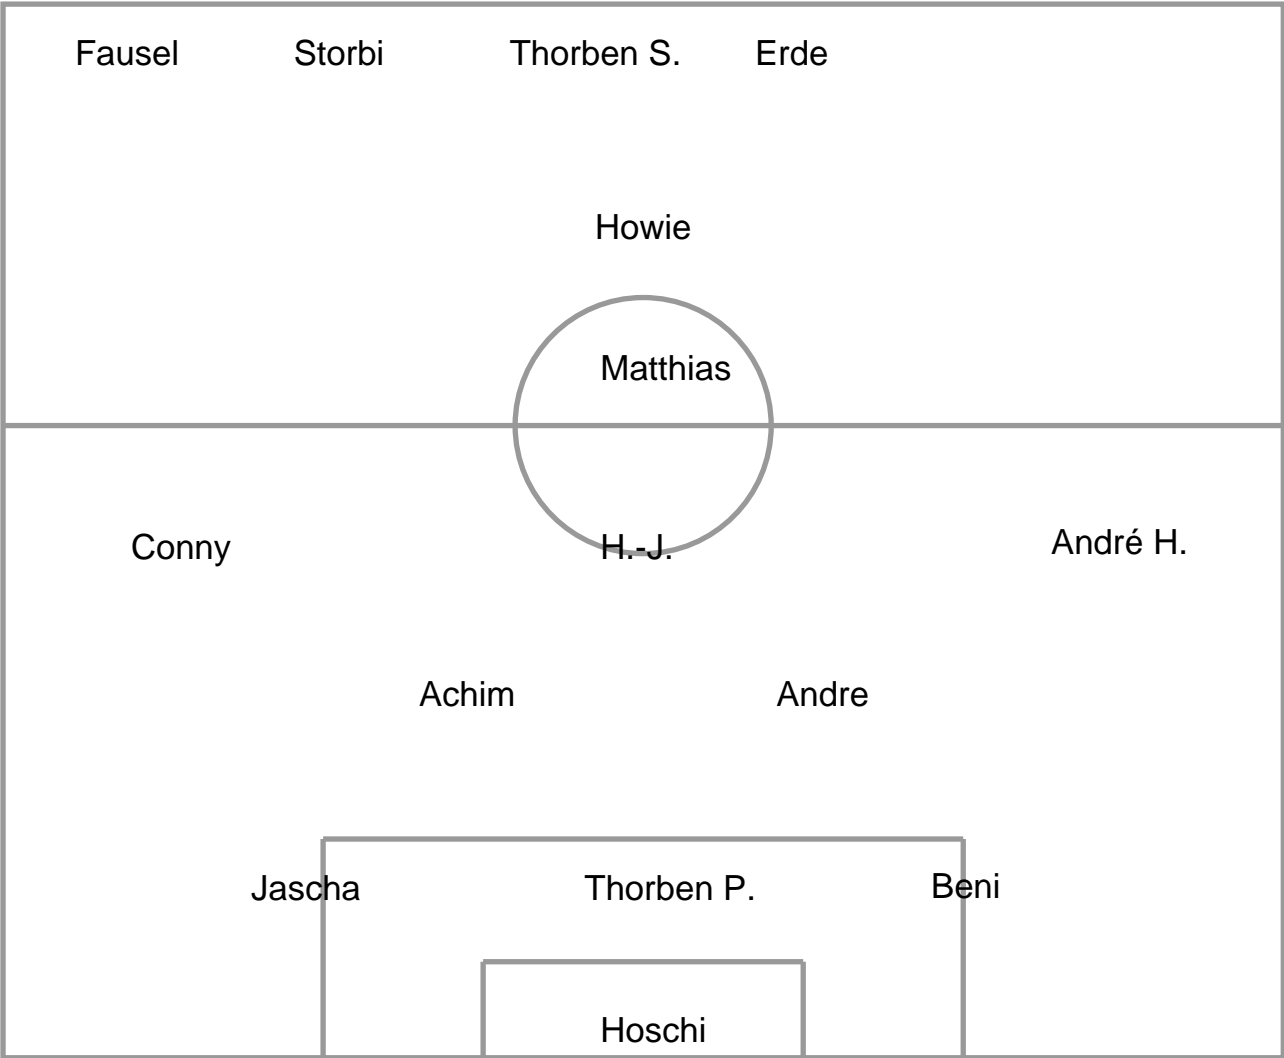 Fausel Storbi Thorben S. Erde
Howie
Matthias
Conny H.-J. André H.
Achim Andre
Jascha Thorben P. Beni
Hoschi